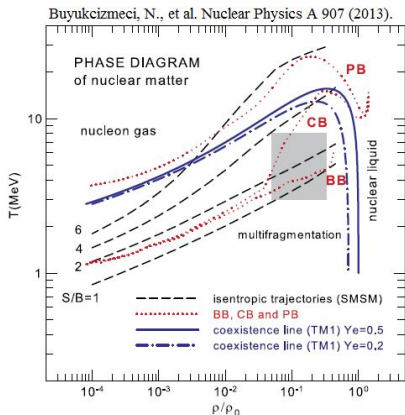 Buyukcizmeci, N., et al. Nuclear Physics A 907 (2013).
PHASE DIAGRAM
of nuclear matter
PB
nucleon gas
10
CB
T(MeV)
BB
nuclear liquid
6
multifragmentation
4
2
1
S/B=1
isentropic trajectories (SMSM)
BB, CB and PB
coexistence line (TM1) Ye=0.5
coexistence line (TM1) Ye=0.2
10⁻⁴ 10⁻³ 10⁻² 10⁻¹ 10⁰
ρ/ρ₀